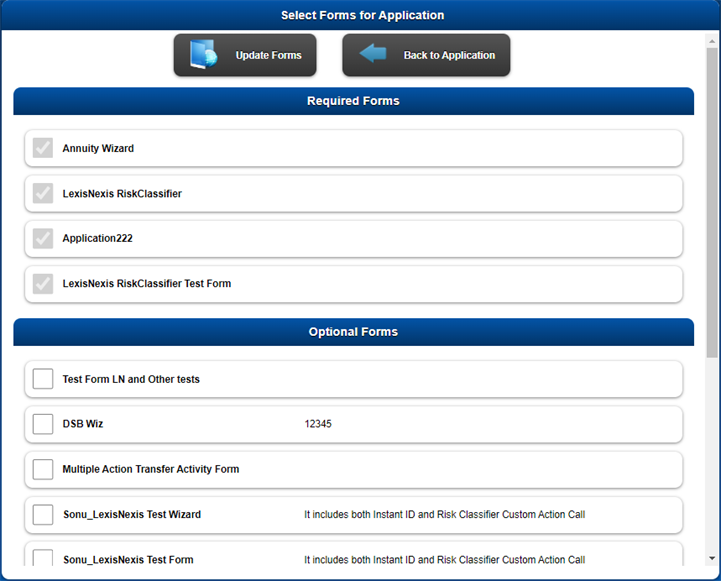 Select Forms for Application
Update Forms
Back to Application
Required Forms
Annuity Wizard
LexisNexis RiskClassifier
Application222
LexisNexis RiskClassifier Test Form
Optional Forms
Test Form LN and Other tests
DSB Wiz 12345
Multiple Action Transfer Activity Form
Sonu_LexisNexis Test Wizard It includes both Instant ID and Risk Classifier Custom Action Call
Sonu_LexisNexis Test Form It includes both Instant ID and Risk Classifier Custom Action Call